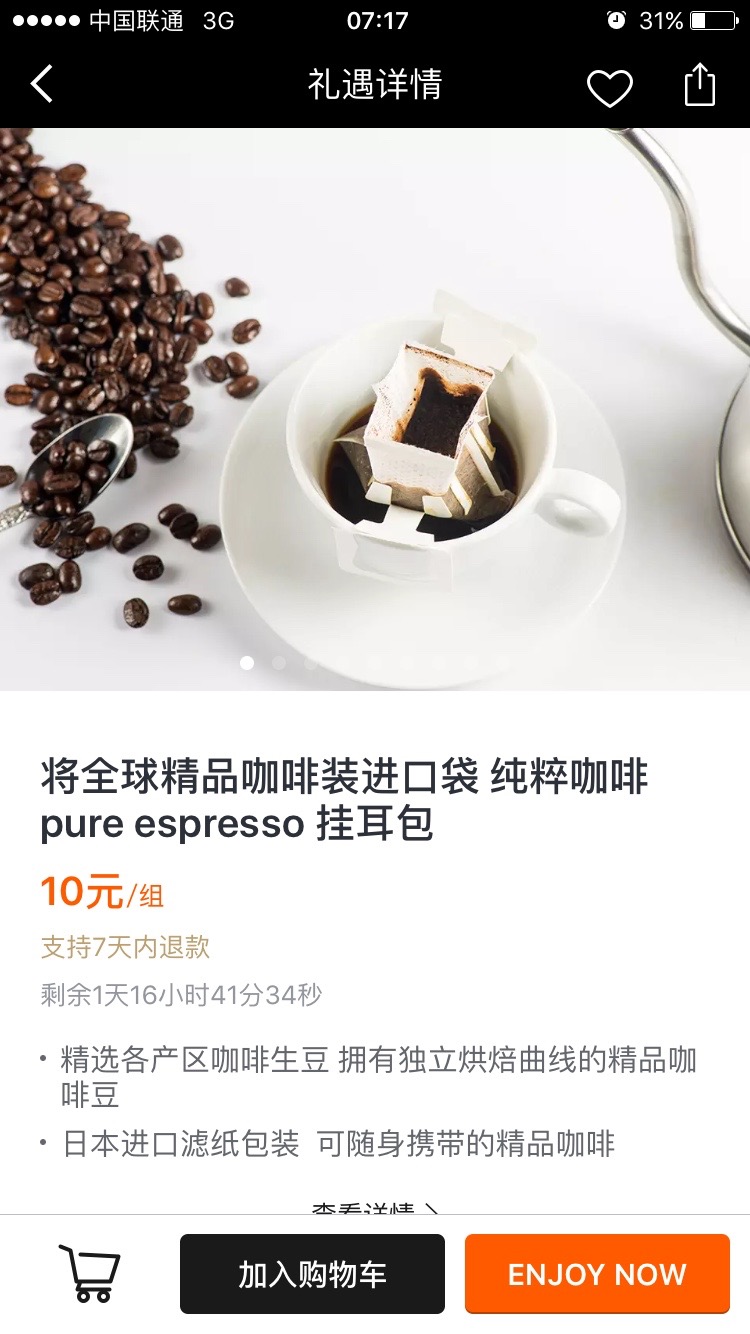 中国联通 3G 07:17 31%
礼遇详情
将全球精品咖啡装进口袋 纯粹咖啡
pure espresso 挂耳包
10元/组
支持7天内退款
剩余1天16小时41分34秒
• 精选各产区咖啡生豆 拥有独立烘焙曲线的精品咖
啡豆
• 日本进口滤纸包装 可随身携带的精品咖啡
查看详情
加入购物车 ENJOY NOW